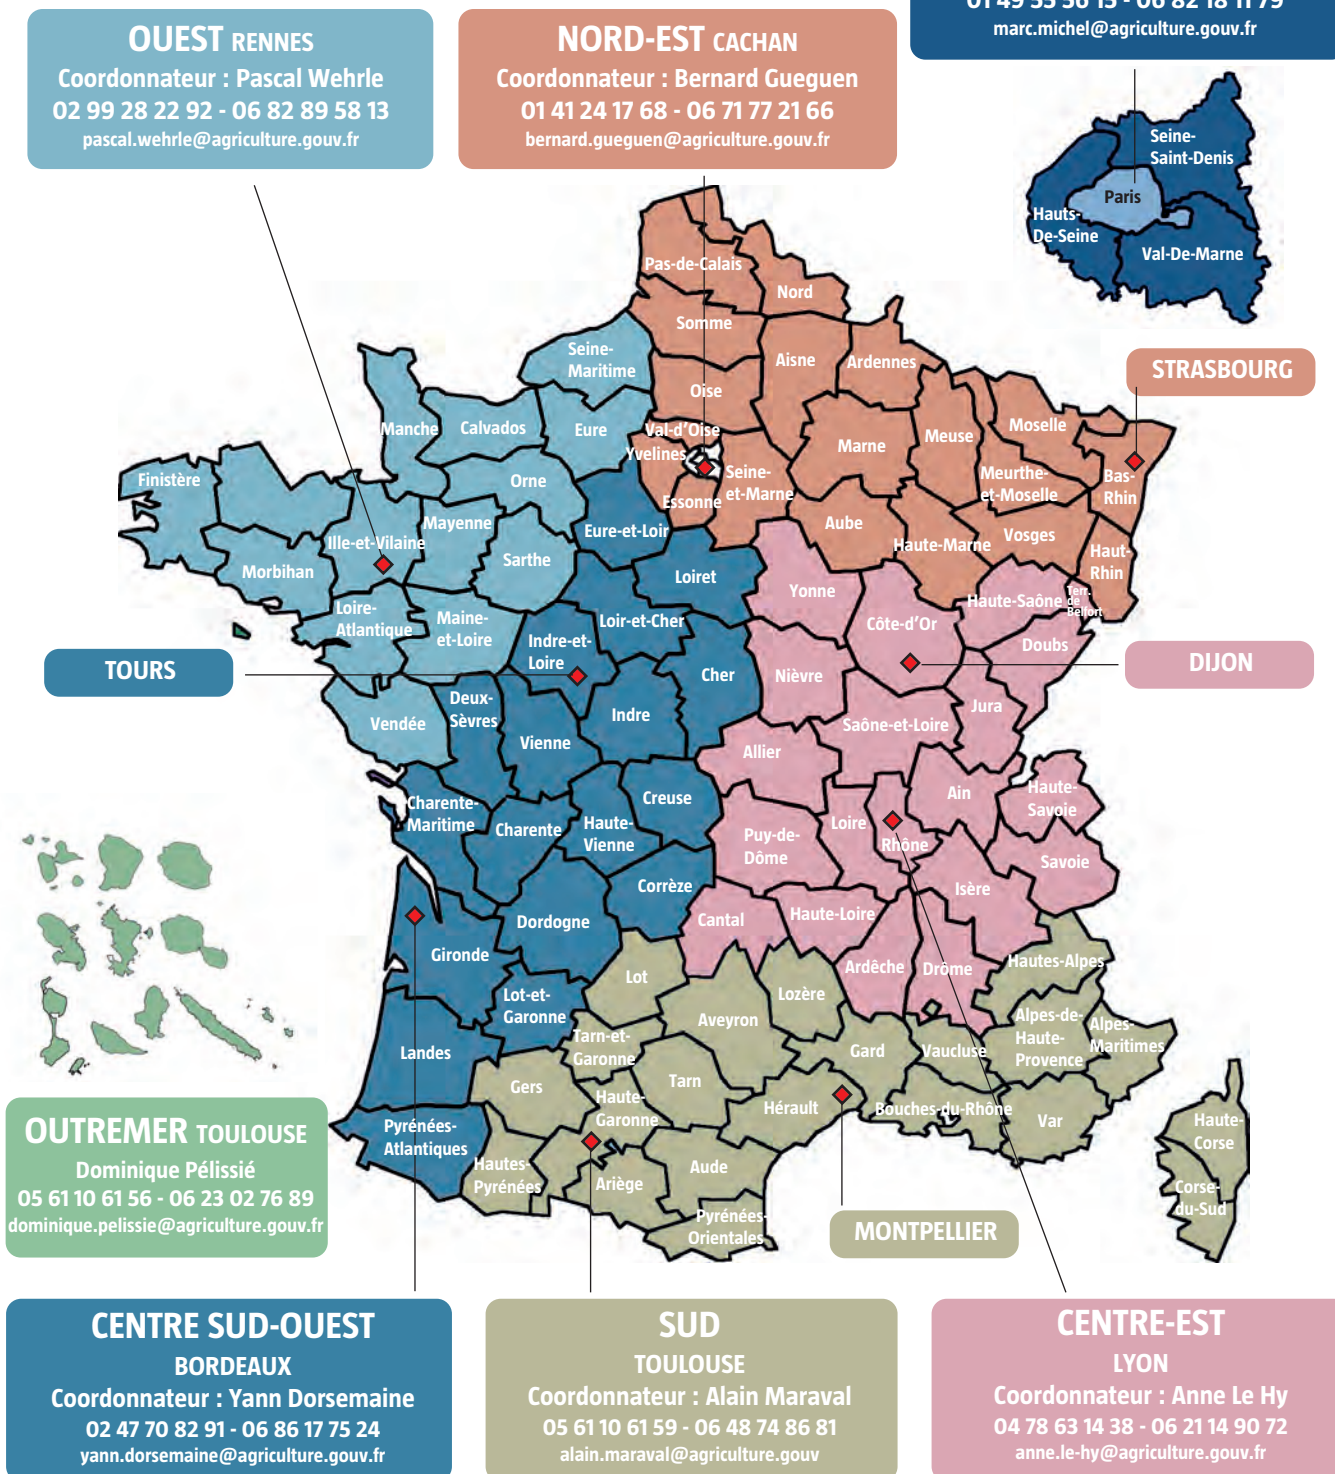 01 49 55 56 15 - 06 82 18 11 79
marc.michel@agriculture.gouv.fr
OUEST RENNES
Coordonnateur : Pascal Wehrle
02 99 28 22 92 - 06 82 89 58 13
pascal.wehrle@agriculture.gouv.fr
NORD-EST CACHAN
Coordonnateur : Bernard Gueguen
01 41 24 17 68 - 06 71 77 21 66
bernard.gueguen@agriculture.gouv.fr
Seine-
Saint-Denis
Paris
Hauts-
De-Seine
Val-De-Marne
Pas-de-Calais
Nord
Somme
Seine-
Maritime
Aisne
Ardennes
Oise
STRASBOURG
Manche
Calvados
Eure
Val-d'Oise
Yvelines
Marne
Meuse
Moselle
Finistère
Orne
Seine-
et-Marne
Essonne
Meurthe-
et-Moselle
Bas-
Rhin
Mayenne
Ille-et-Vilaine
Eure-et-Loir
Aube
Haute-Marne
Vosges
Haut-
Rhin
Morbihan
Sarthe
Loiret
Yonne
Haute-Saône
Terr.
de
Belfort
Loire-
Atlantique
Maine-
et-Loire
Indre-et-
Loire
Loir-et-Cher
Côte-d'Or
Doubs
TOURS
Cher
Nièvre
DIJON
Vendée
Deux-
Sèvres
Vienne
Indre
Saône-et-Loire
Jura
Allier
Charente-
Maritime
Charente
Haute-
Vienne
Creuse
Puy-de-
Dôme
Loire
Rhône
Ain
Haute-
Savoie
Savoie
Corrèze
Isère
Gironde
Dordogne
Cantal
Haute-Loire
Ardèche
Drôme
Hautes-Alpes
Lot
Lozère
Lot-et-
Garonne
Aveyron
Tarn-et-
Garonne
Landes
Gard
Vaucluse
Alpes-de-
Haute-
Provence
Alpes-
Maritimes
Gers
Haute-
Garonne
Tarn
Hérault
Bouches-du-Rhône
Var
Haute-
Corse
Pyrénées-
Atlantiques
Hautes-
Pyrénées
Ariège
Aude
Corse-
du-Sud
Pyrénées-
Orientales
MONTPELLIER
OUTREMER TOULOUSE
Dominique Pélissié
05 61 10 61 56 - 06 23 02 76 89
dominique.pelissie@agriculture.gouv.fr
CENTRE SUD-OUEST
BORDEAUX
Coordonnateur : Yann Dorsemaine
02 47 70 82 91 - 06 86 17 75 24
yann.dorsemaine@agriculture.gouv.fr
SUD
TOULOUSE
Coordonnateur : Alain Maraval
05 61 10 61 59 - 06 48 74 86 81
alain.maraval@agriculture.gouv
CENTRE-EST
LYON
Coordonnateur : Anne Le Hy
04 78 63 14 38 - 06 21 14 90 72
anne.le-hy@agriculture.gouv.fr